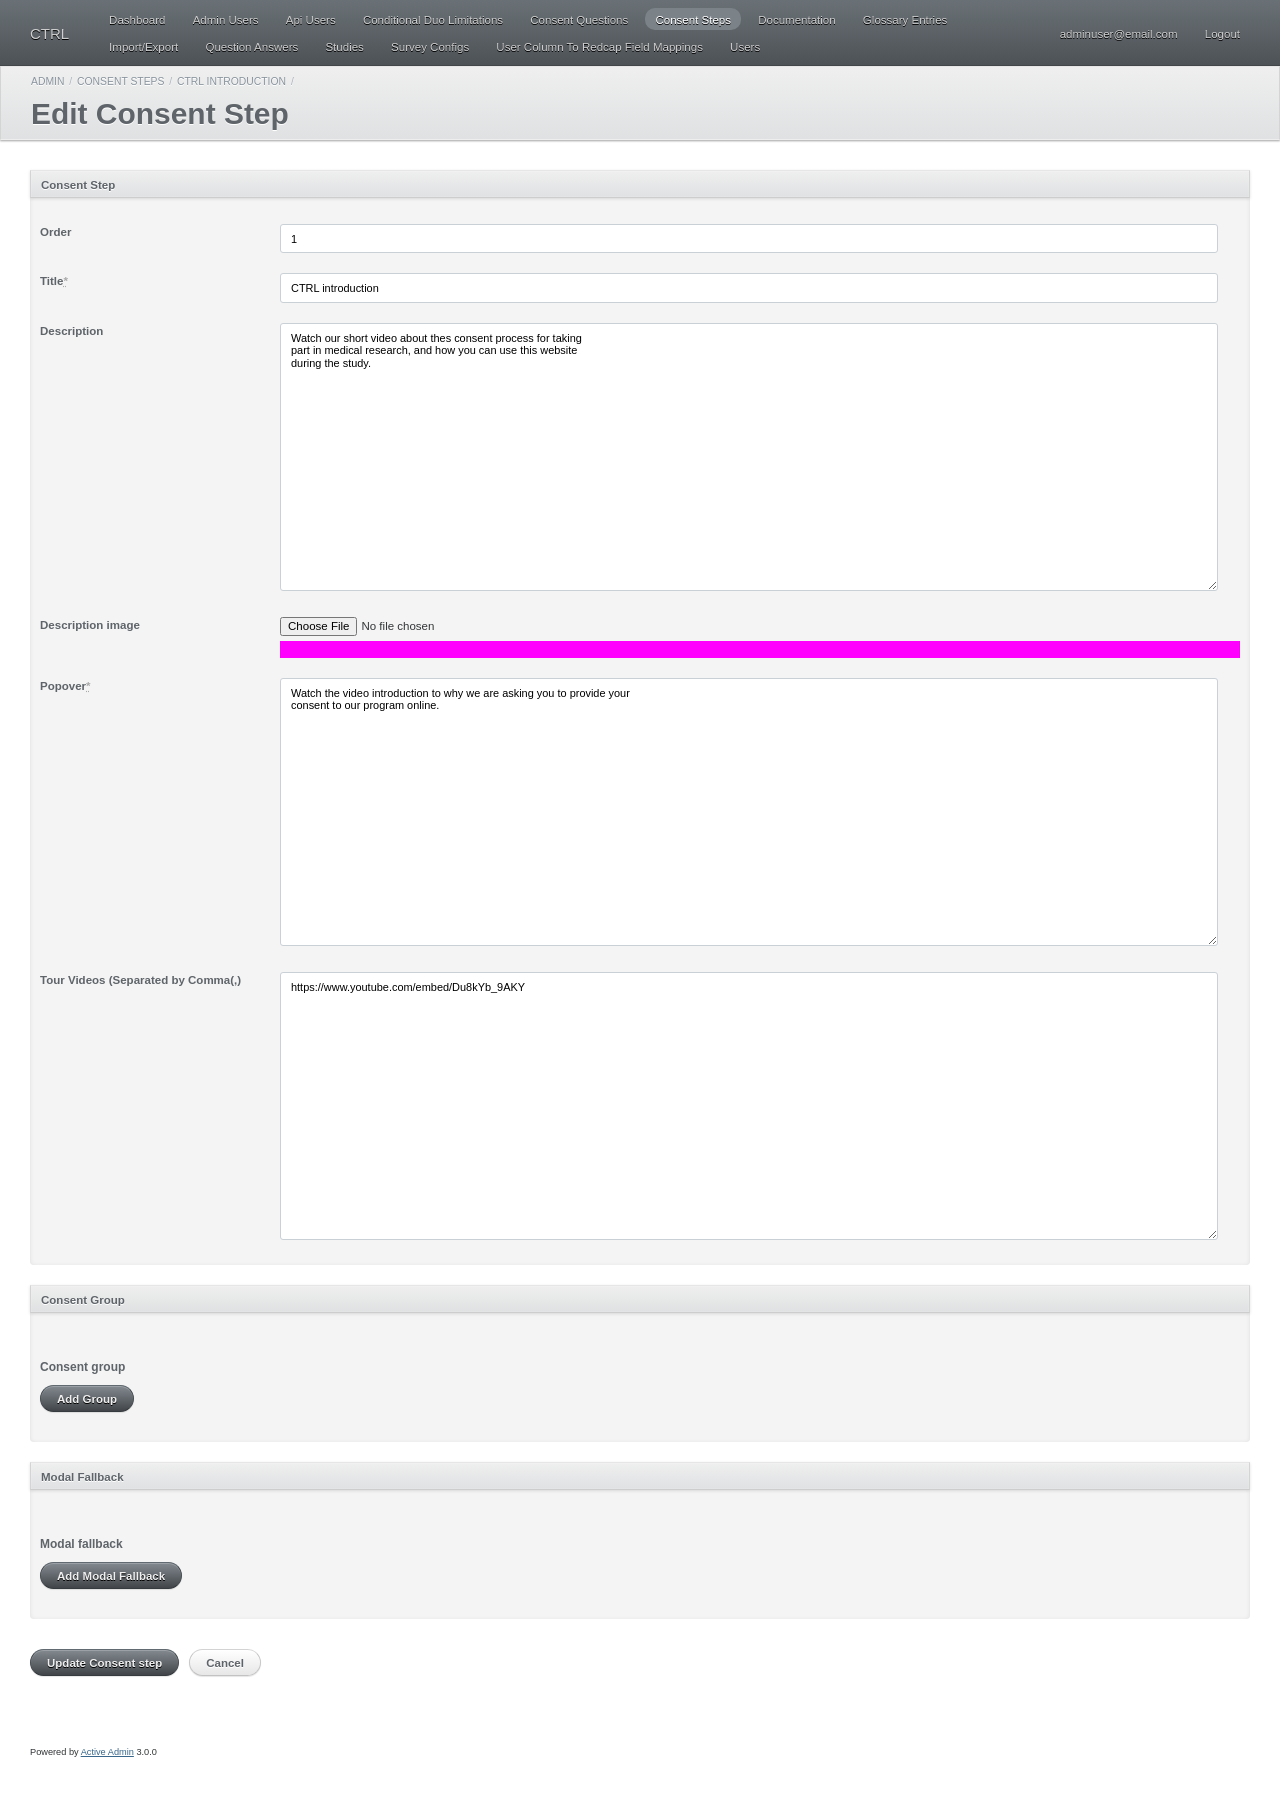 CTRL
Dashboard Admin Users Api Users Conditional Duo Limitations Consent Questions Consent Steps Documentation Glossary Entries
Import/Export Question Answers Studies Survey Configs User Column To Redcap Field Mappings Users
adminuser@email.com Logout
ADMIN / CONSENT STEPS / CTRL INTRODUCTION /
Edit Consent Step
Consent Step
Order
1
Title*
CTRL introduction
Description
Watch our short video about thes consent process for taking
part in medical research, and how you can use this website
during the study.
Description image
Choose File No file chosen
Popover*
Watch the video introduction to why we are asking you to provide your
consent to our program online.
Tour Videos (Separated by Comma(,)
https://www.youtube.com/embed/Du8kYb_9AKY
Consent Group
Consent group
Add Group
Modal Fallback
Modal fallback
Add Modal Fallback
Update Consent step Cancel
Powered by Active Admin 3.0.0